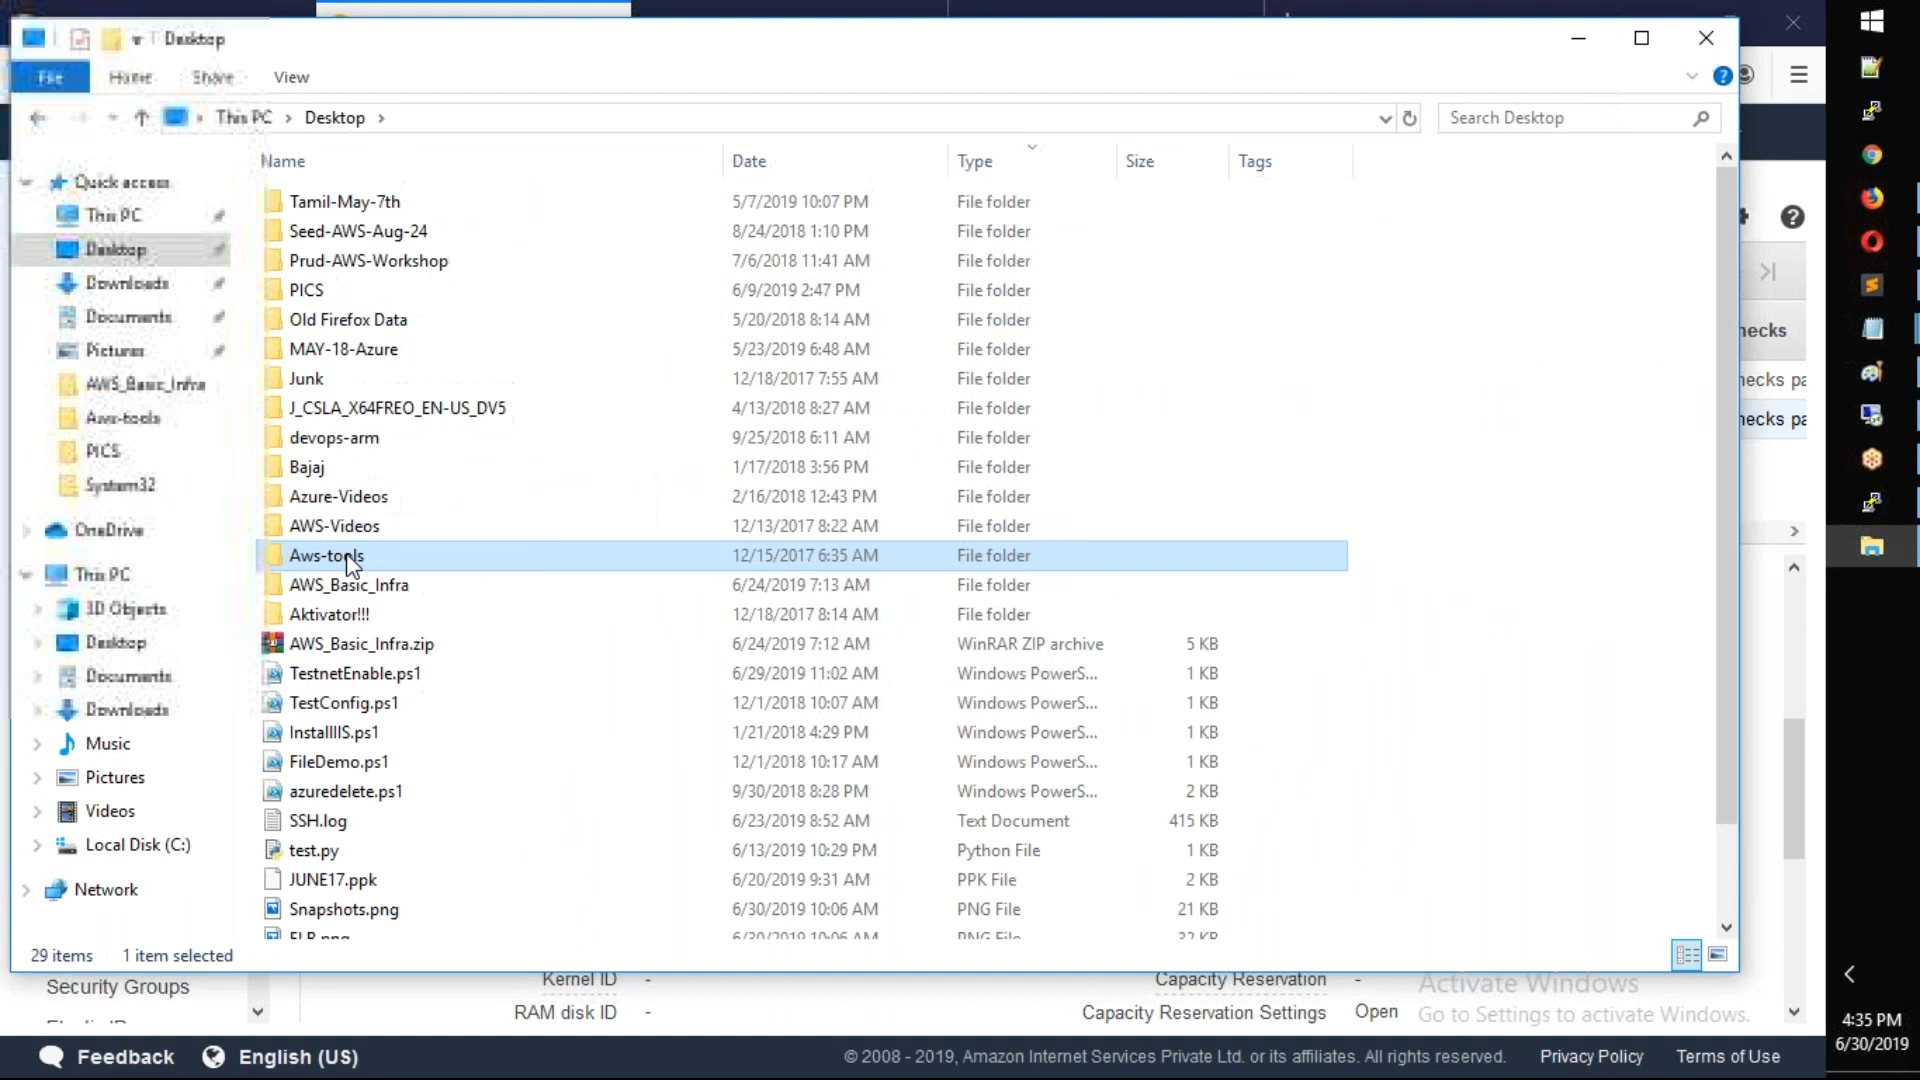 Desktop
File Home Share View
This PC > Desktop > Search Desktop
Name Date Type Size Tags
Quick access
This PC
Desktop
Downloads
Documents
Pictures
AWS_Basic_Infra
Aws-tools
PICS
System32
OneDrive
This PC
3D Objects
Desktop
Documents
Downloads
Music
Pictures
Videos
Local Disk (C:)
Network
Tamil-May-7th 5/7/2019 10:07 PM File folder
Seed-AWS-Aug-24 8/24/2018 1:10 PM File folder
Prud-AWS-Workshop 7/6/2018 11:41 AM File folder
PICS 6/9/2019 2:47 PM File folder
Old Firefox Data 5/20/2018 8:14 AM File folder
MAY-18-Azure 5/23/2019 6:48 AM File folder
Junk 12/18/2017 7:55 AM File folder
J_CSLA_X64FREO_EN-US_DV5 4/13/2018 8:27 AM File folder
devops-arm 9/25/2018 6:11 AM File folder
Bajaj 1/17/2018 3:56 PM File folder
Azure-Videos 2/16/2018 12:43 PM File folder
AWS-Videos 12/13/2017 8:22 AM File folder
Aws-tools 12/15/2017 6:35 AM File folder
AWS_Basic_Infra 6/24/2019 7:13 AM File folder
Aktivator!!! 12/18/2017 8:14 AM File folder
AWS_Basic_Infra.zip 6/24/2019 7:12 AM WinRAR ZIP archive 5 KB
TestnetEnable.ps1 6/29/2019 11:02 AM Windows PowerS... 1 KB
TestConfig.ps1 12/1/2018 10:07 AM Windows PowerS... 1 KB
InstallIIS.ps1 1/21/2018 4:29 PM Windows PowerS... 1 KB
FileDemo.ps1 12/1/2018 10:17 AM Windows PowerS... 1 KB
azuredelete.ps1 9/30/2018 8:28 PM Windows PowerS... 2 KB
SSH.log 6/23/2019 8:52 AM Text Document 415 KB
test.py 6/13/2019 10:29 PM Python File 1 KB
JUNE17.ppk 6/20/2019 9:31 AM PPK File 2 KB
Snapshots.png 6/30/2019 10:06 AM PNG File 21 KB
ELB.png 6/30/2019 10:06 AM PNG File 32 KB
29 items 1 item selected
hecks
hecks pa
hecks pa
Security Groups
Kernel ID - Capacity Reservation -
RAM disk ID - Capacity Reservation Settings Open
Activate Windows
Go to Settings to activate Windows.
Feedback English (US) © 2008 - 2019, Amazon Internet Services Private Ltd. or its affiliates. All rights reserved. Privacy Policy Terms of Use
4:35 PM
6/30/2019